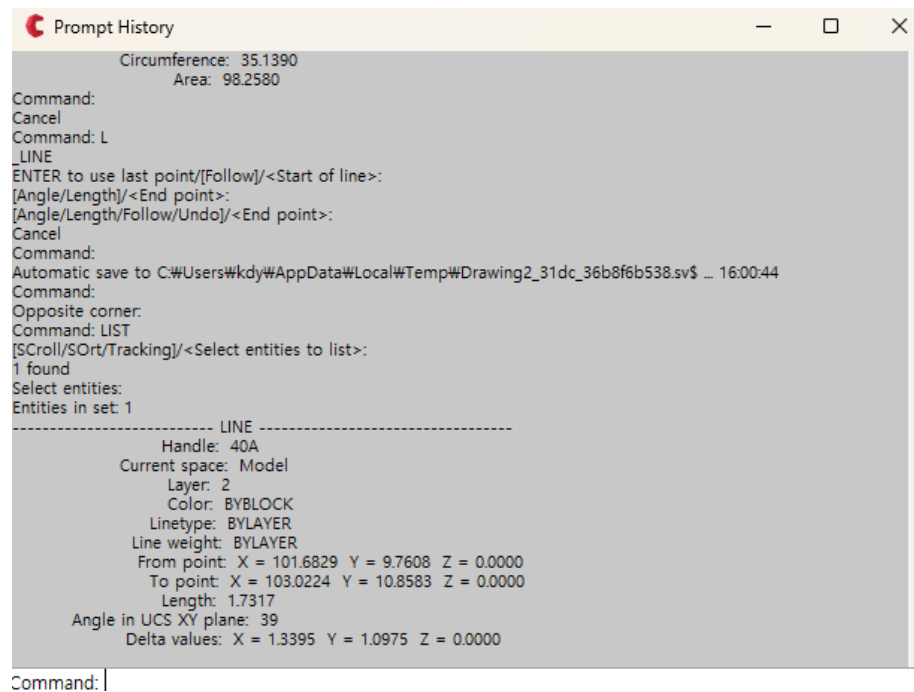 Prompt History
Circumference: 35.1390
Area: 98.2580
Command:
Cancel
Command: L
_LINE
ENTER to use last point/[Follow]/<Start of line>:
[Angle/Length]/<End point>:
[Angle/Length/Follow/Undo]/<End point>:
Cancel
Command:
Automatic save to C:₩Users₩kdy₩AppData₩Local₩Temp₩Drawing2_31dc_36b8f6b538.sv$ ... 16:00:44
Command:
Opposite corner:
Command: LIST
[SCroll/SOrt/Tracking]/<Select entities to list>:
1 found
Select entities:
Entities in set: 1
--------------------------- LINE ----------------------------------
Handle: 40A
Current space: Model
Layer: 2
Color: BYBLOCK
Linetype: BYLAYER
Line weight: BYLAYER
From point: X = 101.6829 Y = 9.7608 Z = 0.0000
To point: X = 103.0224 Y = 10.8583 Z = 0.0000
Length: 1.7317
Angle in UCS XY plane: 39
Delta values: X = 1.3395 Y = 1.0975 Z = 0.0000
Command: